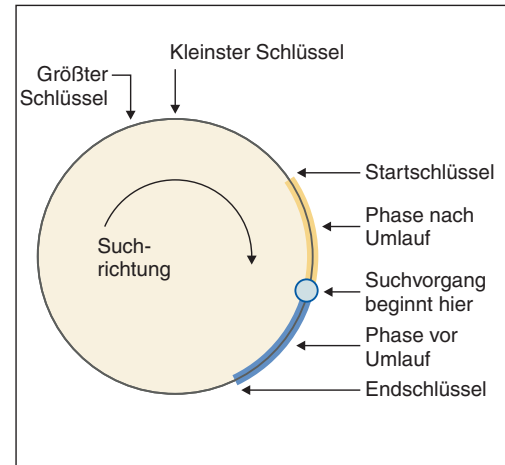 Kleinster Schlüssel
Größter
Schlüssel
Startschlüssel
Phase nach
Umlauf
Such-
richtung
Suchvorgang
beginnt hier
Phase vor
Umlauf
Endschlüssel